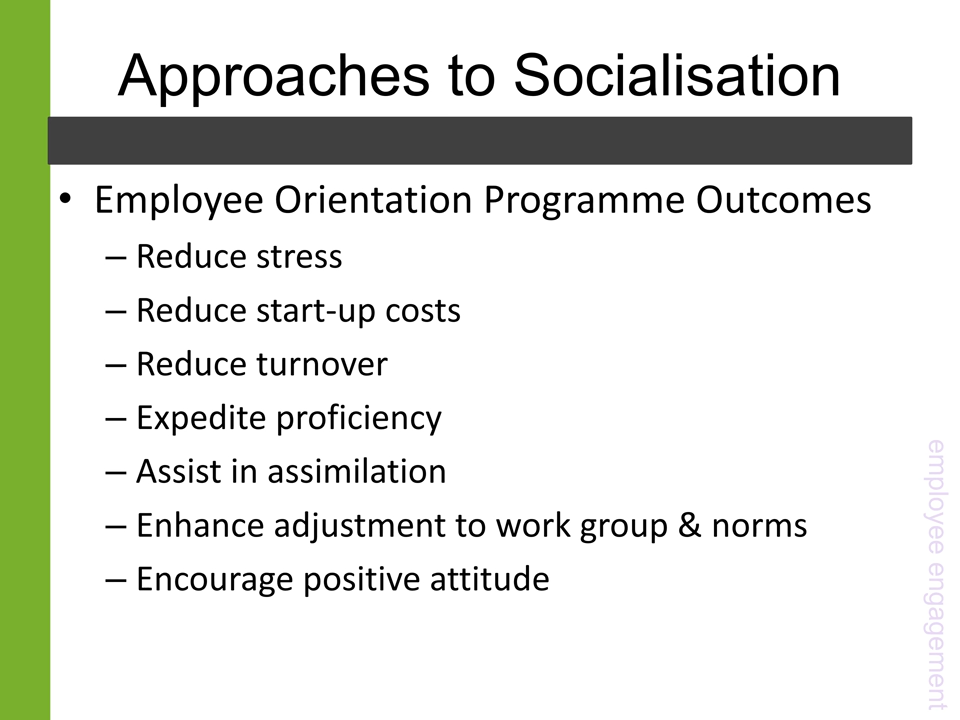 Approaches to Socialisation
• Employee Orientation Programme Outcomes
– Reduce stress
– Reduce start-up costs
– Reduce turnover
– Expedite proficiency
– Assist in assimilation
– Enhance adjustment to work group & norms
– Encourage positive attitude
employee engagement